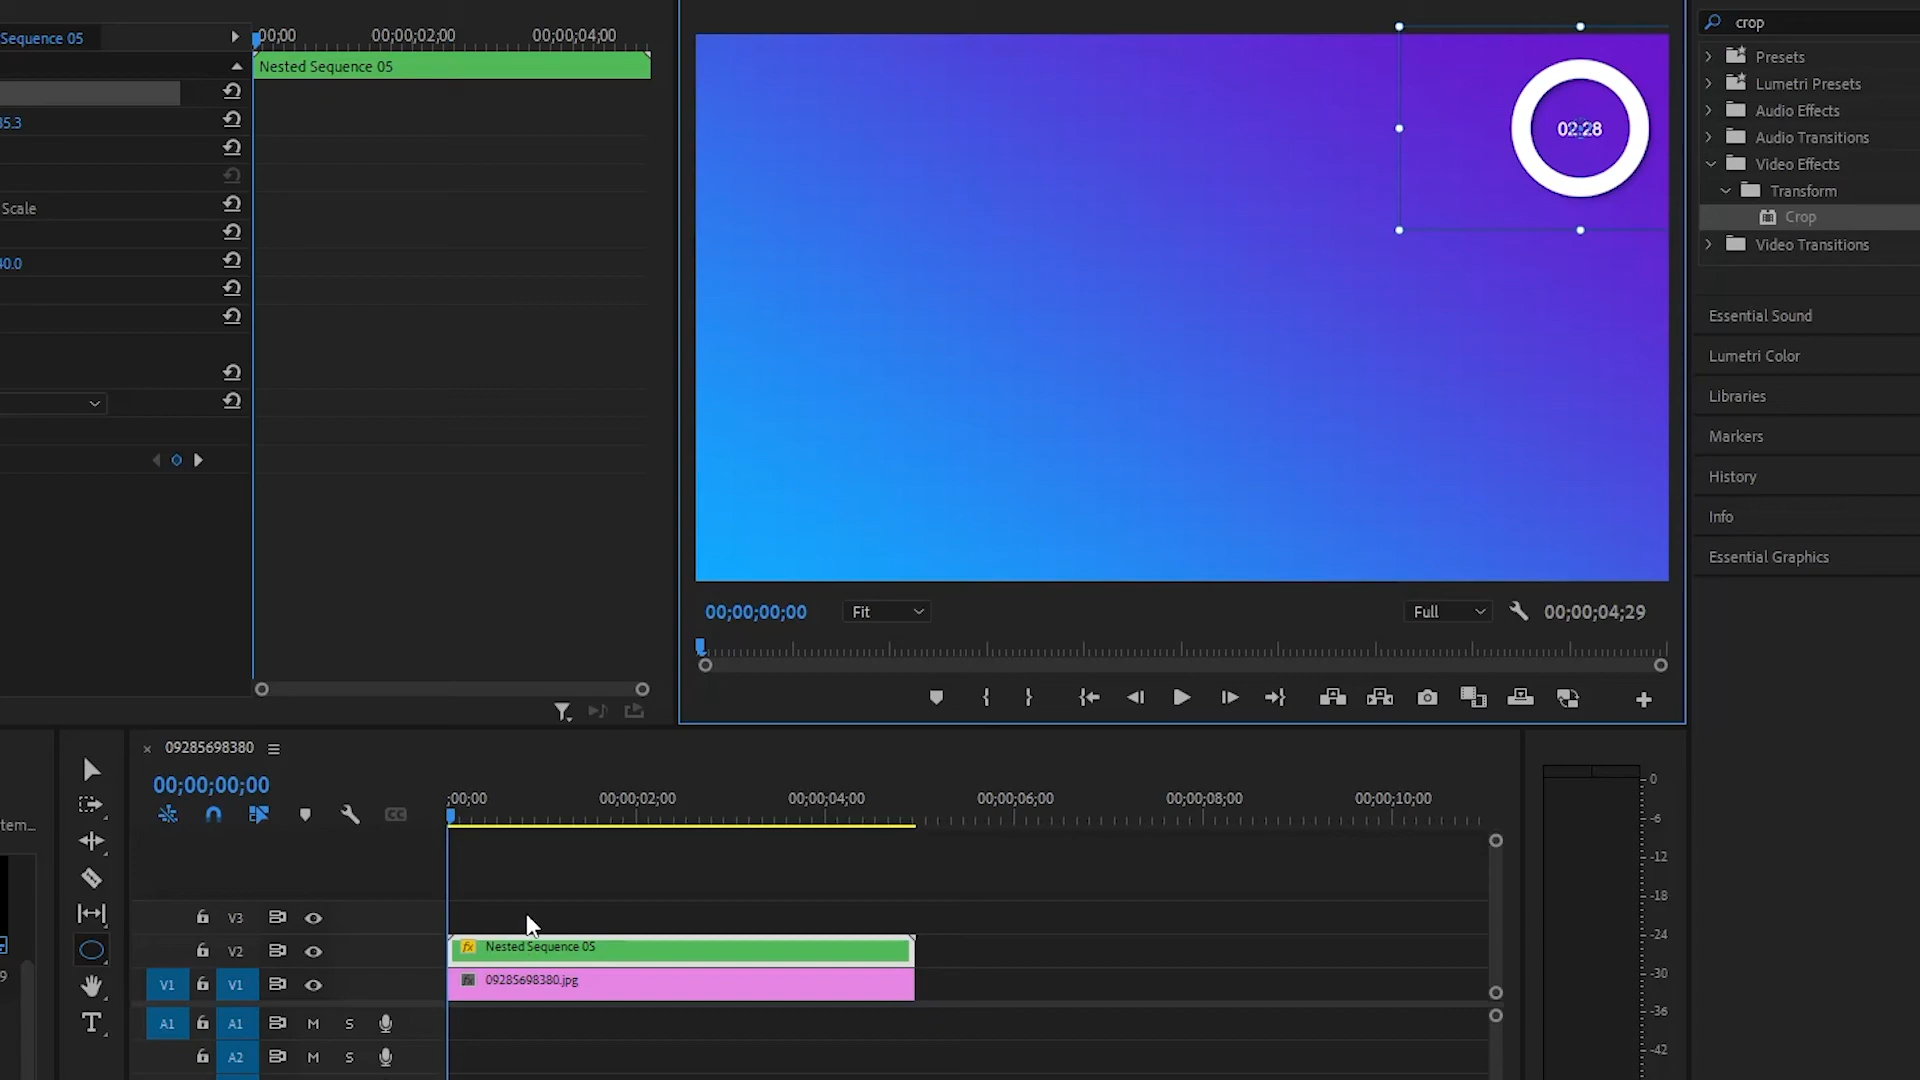 Sequence 05
00;00
00;00;02;00
00;00;04;00
Nested Sequence 05
Scale
02:28
00;00;00;00
Fit
Full
00;00;04;29
crop
Presets
Lumetri Presets
Audio Effects
Audio Transitions
Video Effects
Transform
Crop
Video Transitions
Essential Sound
Lumetri Color
Libraries
Markers
History
Info
Essential Graphics
tem...
× 09285698380
00;00;00;00
;00;00
00;00;02;00
00;00;04;00
00;00;06;00
00;00;08;00
00;00;10;00
CC
V3
V2
fx Nested Sequence 05
V1 V1
fx 09285698380.jpg
A1 A1 M S
A2 M S
T
0
-6
-12
-18
-24
-30
-36
-42